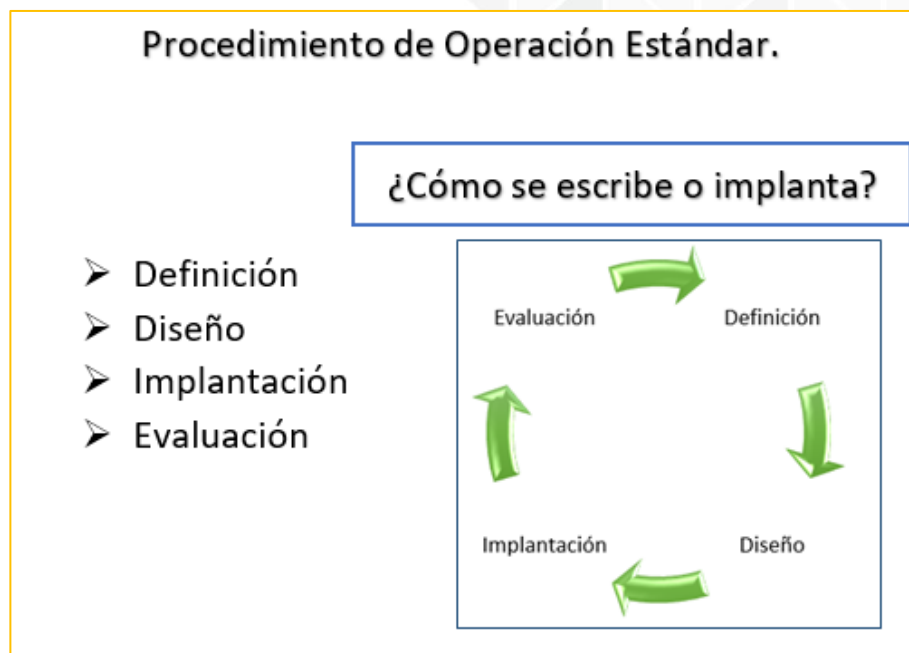 Procedimiento de Operación Estándar.
¿Cómo se escribe o implanta?
Definición
Diseño
Implantación
Evaluación
Evaluación
Definición
Implantación
Diseño